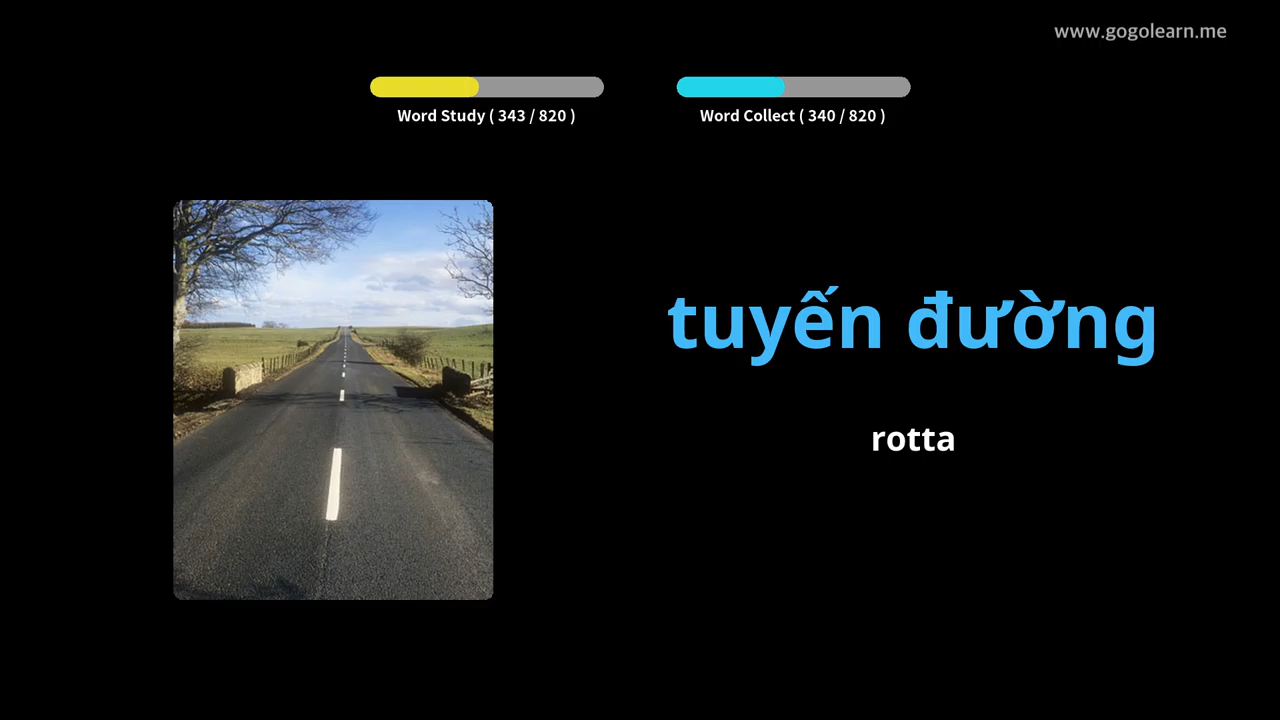 www.gogolearn.me
Word Study ( 343 / 820 )
Word Collect ( 340 / 820 )
tuyến đường
rotta